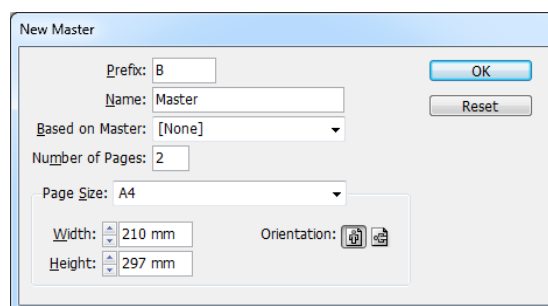 New Master
Prefix: B
OK
Name: Master
Reset
Based on Master: [None]
Number of Pages: 2
Page Size: A4
Width: 210 mm
Orientation:
Height: 297 mm